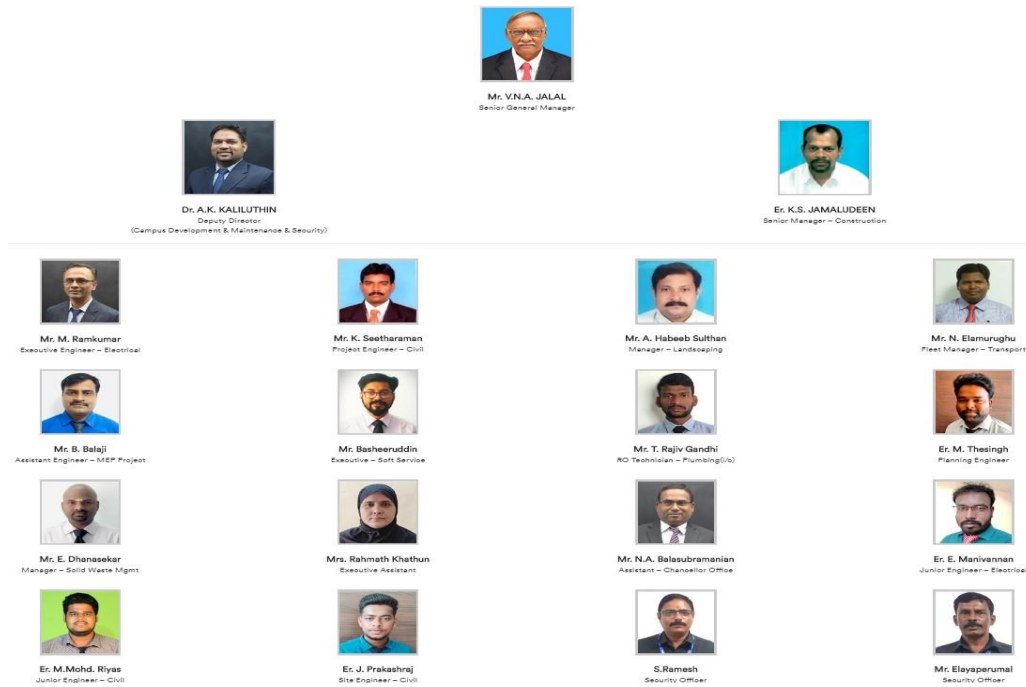 Mr. V.N.A. JALAL
Senior General Manager
Dr. A.K. KALILUTHIN
Deputy Director
(Campus Development & Maintenance & Security)
Er. K.S. JAMALUDEEN
Senior Manager – Construction
Mr. M. Ramkumar
Executive Engineer – Electrical
Mr. K. Seetharaman
Project Engineer – Civil
Mr. A. Habeeb Sulthan
Manager – Landscaping
Mr. N. Elamurughu
Fleet Manager – Transport
Mr. B. Balaji
Assistant Engineer – MEP Project
Mr. Basheeruddin
Executive – Soft Service
Mr. T. Rajiv Gandhi
RO Technician – Plumbing(i/c)
Er. M. Thesingh
Planning Engineer
Mr. E. Dhanasekar
Manager – Solid Waste Mgmt
Mrs. Rahmath Khathun
Executive Assistant
Mr. N.A. Balasubramanian
Assistant – Chancellor Office
Er. E. Manivannan
Junior Engineer – Electrical
Er. M.Mohd. Riyas
Junior Engineer – Civil
Er. J. Prakashraj
Site Engineer – Civil
S.Ramesh
Security Officer
Mr. Elayaperumal
Security Officer